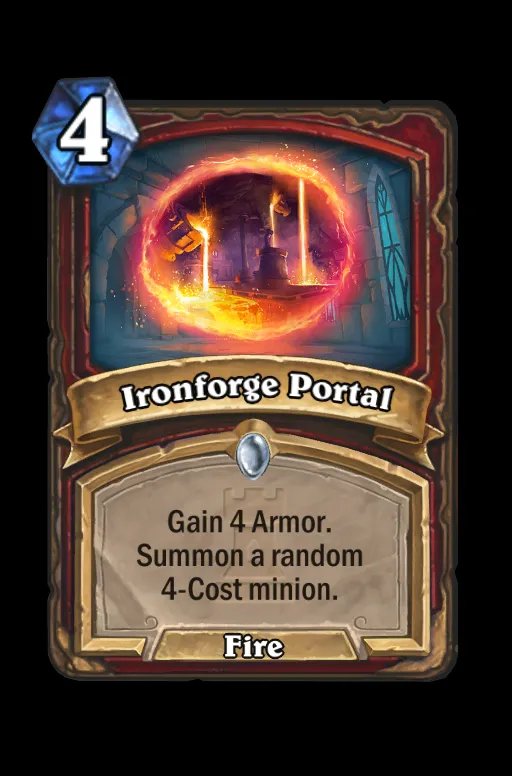 4
Ironforge Portal
Gain 4 Armor.
Summon a random
4-Cost minion.
Fire